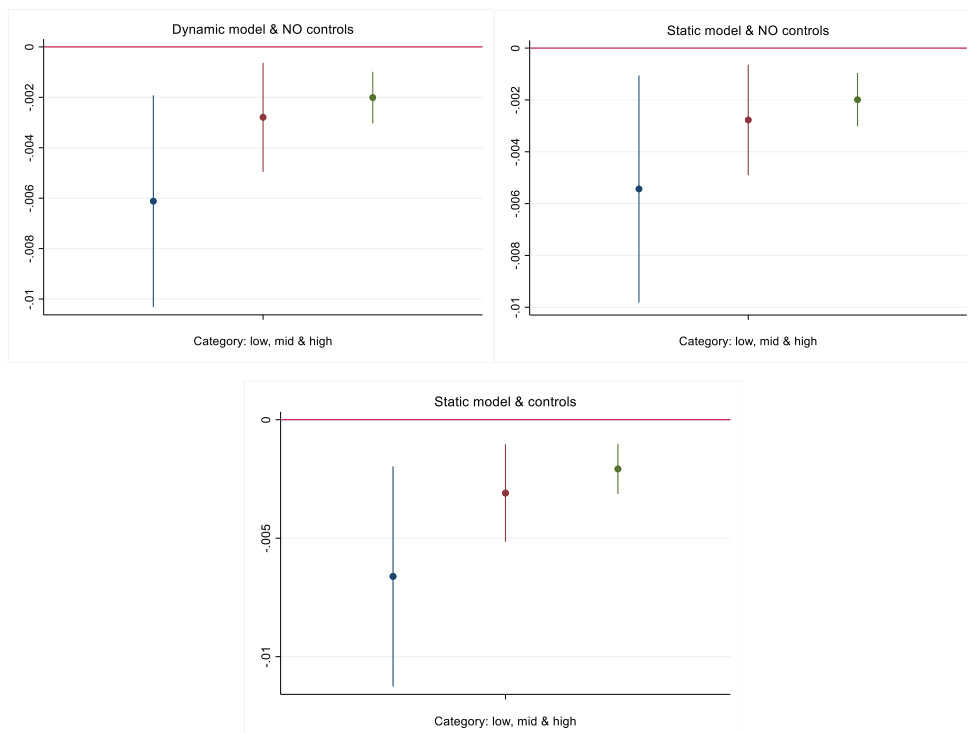 Dynamic model & NO controls
0
-.002
-.004
-.006
-.008
-.01
Category: low, mid & high
Static model & NO controls
0
-.002
-.004
-.006
-.008
-.01
Category: low, mid & high
Static model & controls
0
-.005
-.01
Category: low, mid & high